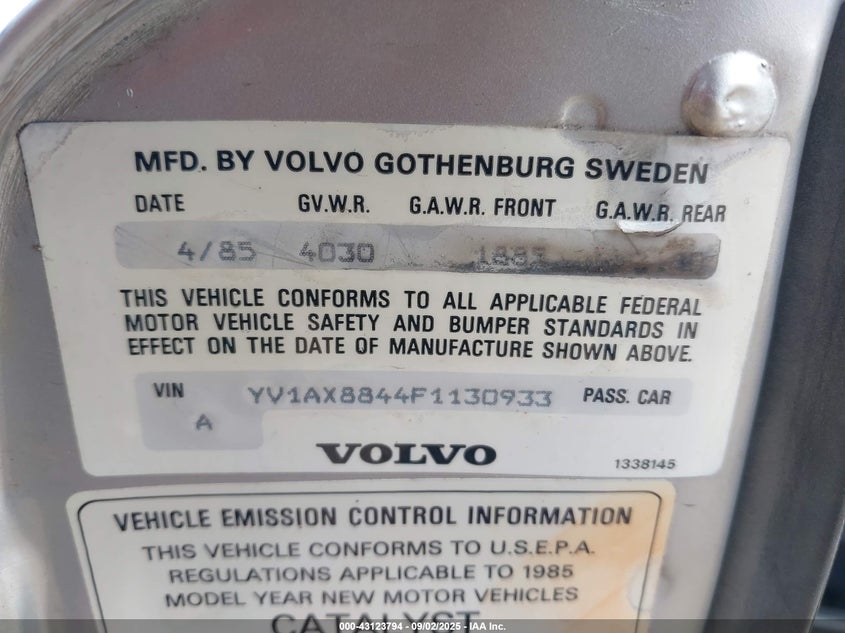 MFD. BY VOLVO GOTHENBURG SWEDEN
DATE GV.W.R. G.A.W.R. FRONT G.A.W.R. REAR
4/85 4030
THIS VEHICLE CONFORMS TO ALL APPLICABLE FEDERAL
MOTOR VEHICLE SAFETY AND BUMPER STANDARDS IN
EFFECT ON THE DATE OF MANUFACTURE SHOWN ABOVE.
VIN YV1AX8844F1130933 PASS. CAR
A
VOLVO 1338145
VEHICLE EMISSION CONTROL INFORMATION
THIS VEHICLE CONFORMS TO U.S.E.P.A.
REGULATIONS APPLICABLE TO 1985
MODEL YEAR NEW MOTOR VEHICLES
CATALYST
000-43123794 - 09/02/2025 - IAA Inc.